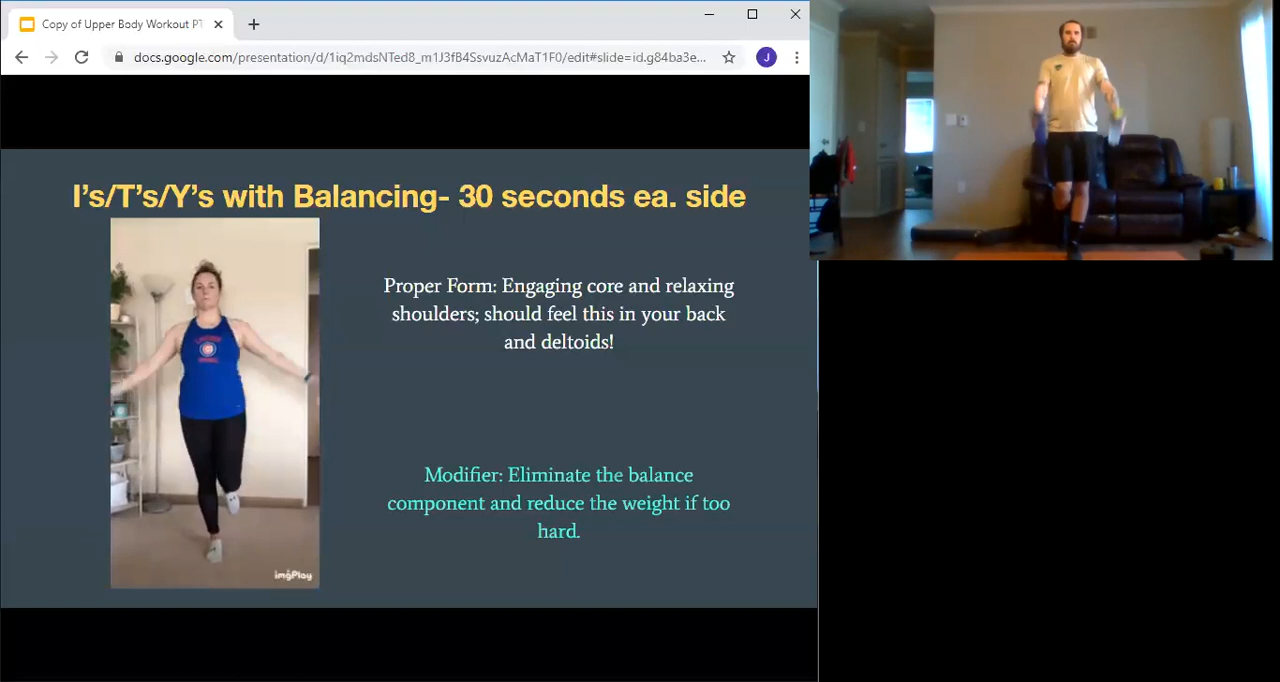 Copy of Upper Body Workout PT
docs.google.com/presentation/d/1iq2mdsNTed8_m1J3fB4SsvuzAcMaT1F0/edit#slide=id.g84ba3e...
J
I's/T's/Y's with Balancing- 30 seconds ea. side
Proper Form: Engaging core and relaxing
shoulders; should feel this in your back
and deltoids!
Modifier: Eliminate the balance
component and reduce the weight if too
hard.
imgPlay